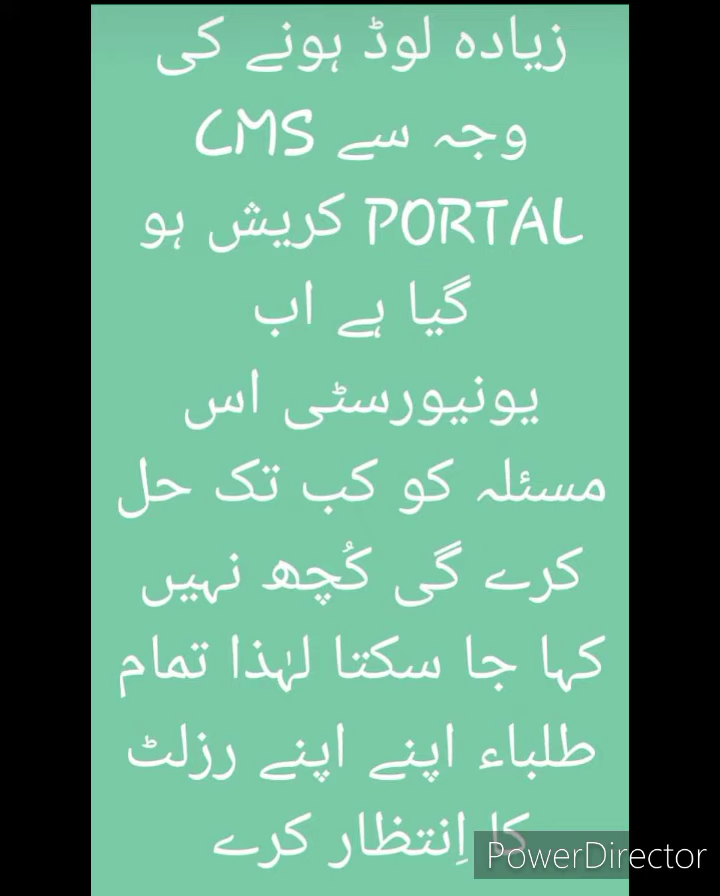 زیادہ لوڈ ہونے کی
وجہ سے CMS
PORTAL کریش ہو
گیا ہے اب
یونیورسٹی اس
مسئلہ کو کب تک حل
کرے گی کُچھ نہیں
کہا جا سکتا لہٰذا تمام
طلباء اپنے اپنے رزلٹ
کا اِنتظار کرے
PowerDirector